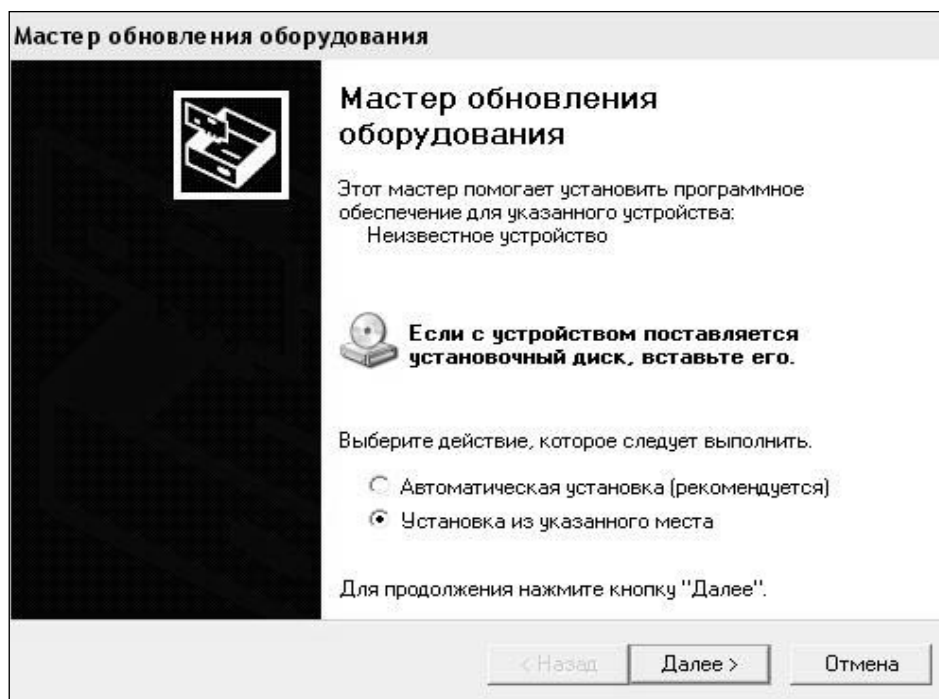 Мастер обновления оборудования
Мастер обновления
оборудования
Этот мастер помогает установить программное
обеспечение для указанного устройства:
Неизвестное устройство
Если с устройством поставляется
установочный диск, вставьте его.
Выберите действие, которое следует выполнить.
Автоматическая установка (рекомендуется)
Установка из указанного места
Для продолжения нажмите кнопку "Далее".
< Назад
Далее >
Отмена